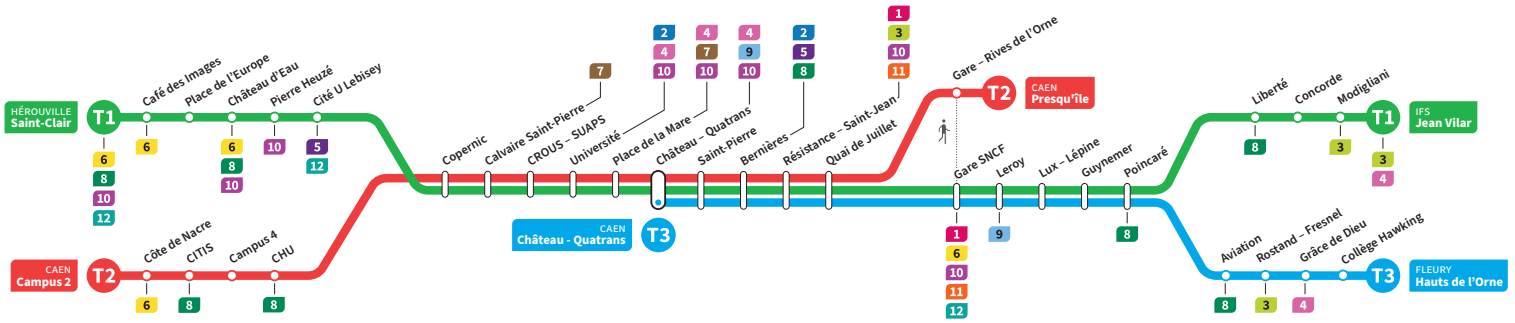 HÉROUVILLE
Saint-Clair
T1
6
8
10
12
Café des Images
6
Place de l'Europe
Château d'Eau
6
8
10
Pierre Heuzé
10
Cité U Lebisey
5
12
CAEN
Campus 2
T2
Côte de Nacre
6
CITIS
8
Campus 4
CHU
8
Copernic
Calvaire Saint-Pierre
7
CROUS – SUAPS
Université
2
4
10
Place de la Mare
4
7
10
Château – Quatrans
4
9
10
CAEN
Château - Quatrans
T3
Saint-Pierre
Bernières
2
5
8
Résistance – Saint-Jean
1
3
10
11
Quai de Juillet
Gare – Rives de l'Orne
T2
CAEN
Presqu'île
Gare SNCF
1
6
10
11
12
Leroy
9
Lux – Lépine
Guynemer
Poincaré
8
Liberté
8
Concorde
Modigliani
3
T1
3
4
IFS
Jean Vilar
Aviation
8
Rostand – Fresnel
3
Grâce de Dieu
4
Collège Hawking
T3
FLEURY
Hauts de l'Orne